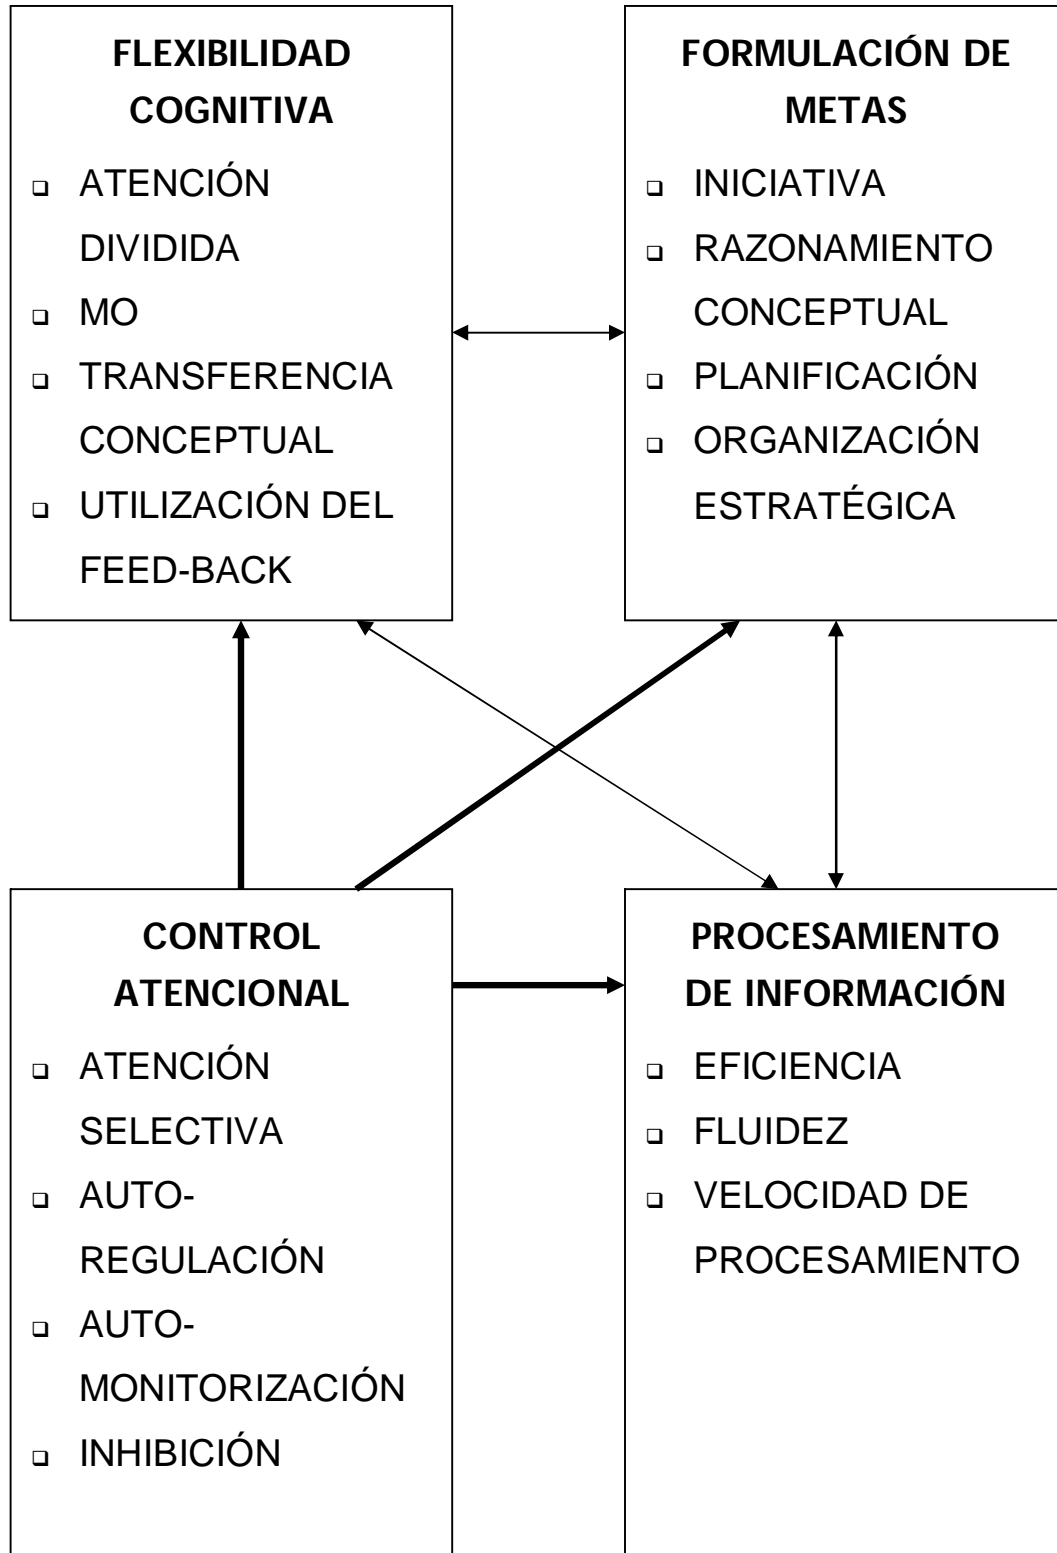 FLEXIBILIDAD
COGNITIVA
ATENCIÓN
DIVIDIDA
MO
TRANSFERENCIA
CONCEPTUAL
UTILIZACIÓN DEL
FEED-BACK
FORMULACIÓN DE
METAS
INICIATIVA
RAZONAMIENTO
CONCEPTUAL
PLANIFICACIÓN
ORGANIZACIÓN
ESTRATÉGICA
CONTROL
ATENCIONAL
ATENCIÓN
SELECTIVA
AUTO-
REGULACIÓN
AUTO-
MONITORIZACIÓN
INHIBICIÓN
PROCESAMIENTO
DE INFORMACIÓN
EFICIENCIA
FLUIDEZ
VELOCIDAD DE
PROCESAMIENTO